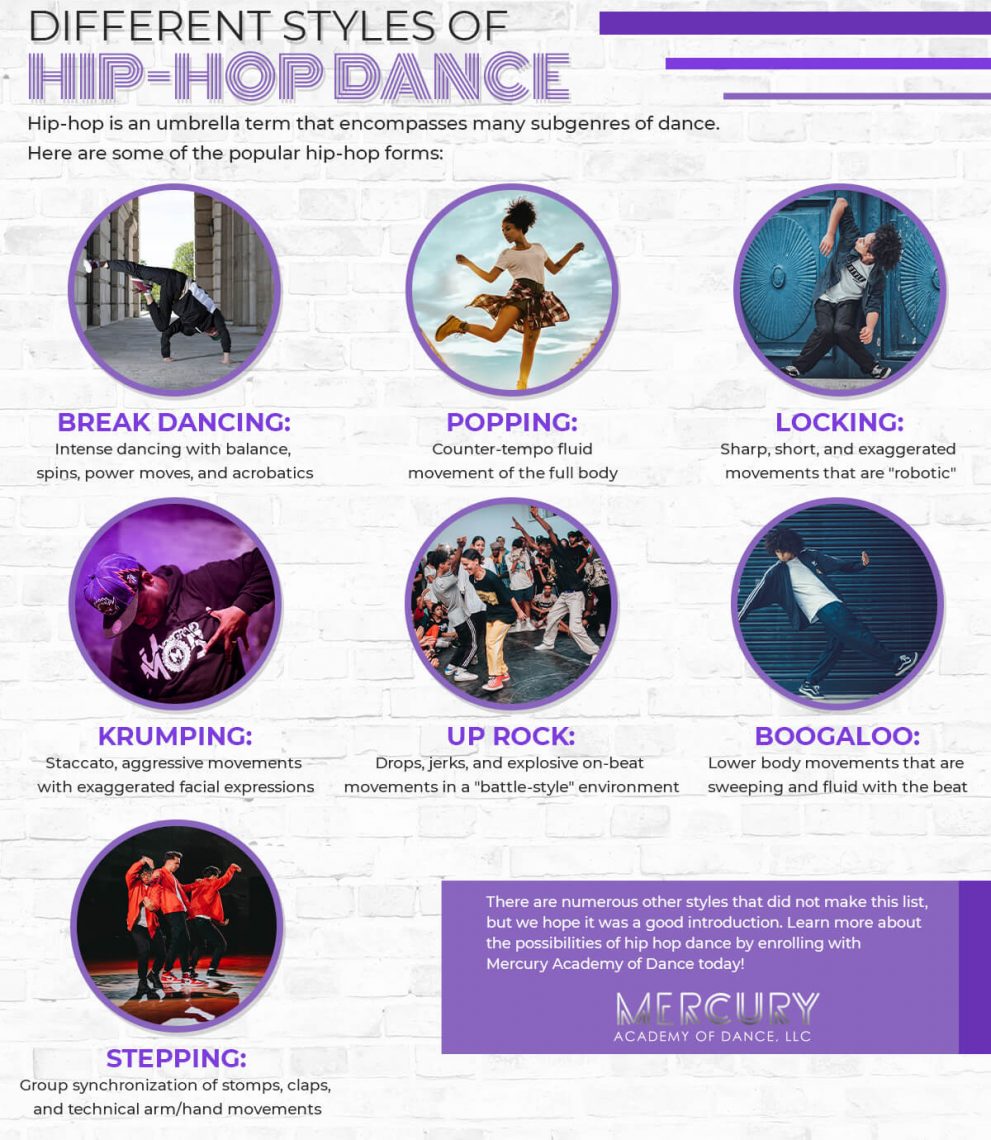 DIFFERENT STYLES OF
HIP-HOP DANCE
Hip-hop is an umbrella term that encompasses many subgenres of dance.
Here are some of the popular hip-hop forms:
BREAK DANCING:
Intense dancing with balance,
spins, power moves, and acrobatics
POPPING:
Counter-tempo fluid
movement of the full body
LOCKING:
Sharp, short, and exaggerated
movements that are "robotic"
KRUMPING:
Staccato, aggressive movements
with exaggerated facial expressions
UP ROCK:
Drops, jerks, and explosive on-beat
movements in a "battle-style" environment
BOOGALOO:
Lower body movements that are
sweeping and fluid with the beat
STEPPING:
Group synchronization of stomps, claps,
and technical arm/hand movements
There are numerous other styles that did not make this list,
but we hope it was a good introduction. Learn more about
the possibilities of hip hop dance by enrolling with
Mercury Academy of Dance today!
MERCURY
ACADEMY OF DANCE, LLC